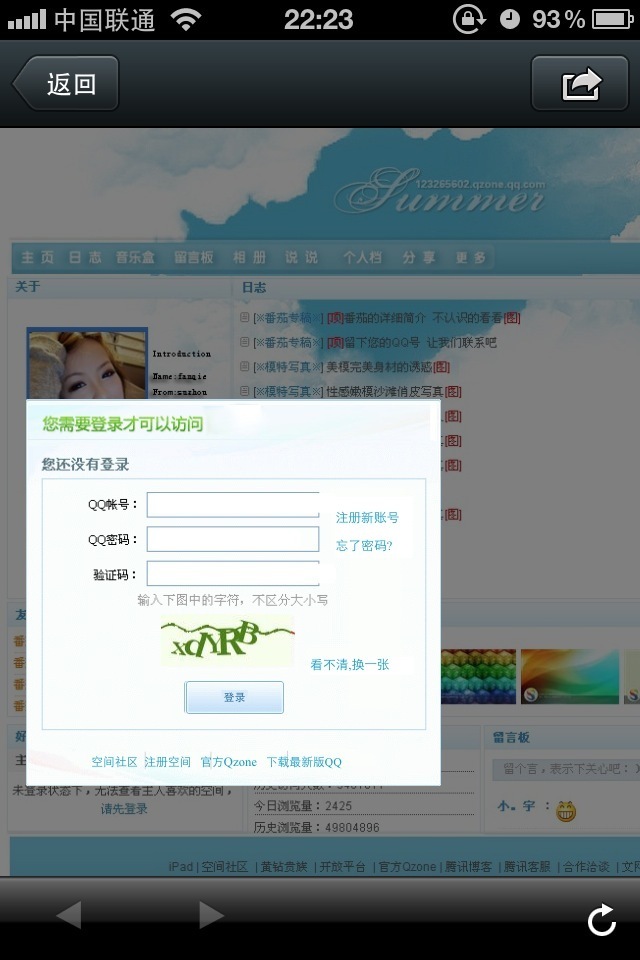 中国联通 22:23 93%
返回
123265602.qzone.qq.com
Summer
主 页 日 志 音乐盒 留言板 相 册 说 说 个人档 分 享 更 多
关于
日志
Introduction
Name:fanqie
From:suzhou
[※番茄专稿※] [顶]番茄的详细简介 不认识的看看[图]
[※番茄专稿※] [顶]留下您的QQ号 让我们联系吧
[※模特写真※] 美模完美身材的诱惑[图]
[※模特写真※] 性感嫩模沙滩俏皮写真[图]
[图]
[图]
[图]
[图]
您需要登录才可以访问
您还没有登录
QQ帐号：
注册新账号
QQ密码：
忘了密码?
验证码：
输入下图中的字符，不区分大小写
xdYRB
看不清,换一张
登录
空间社区 注册空间 官方Qzone 下载最新版QQ
友
番
番
番
番
好
主
未登录状态下，无法查看主人喜欢的空间，
请先登录
今日浏览量：2425
历史浏览量：49804896
留言板
留个言，表示下关心吧：
小。宇 ：
iPad | 空间社区 | 黄钻贵族 | 开放平台 | 官方Qzone | 腾讯博客 | 腾讯客服 | 合作洽谈 | 文网